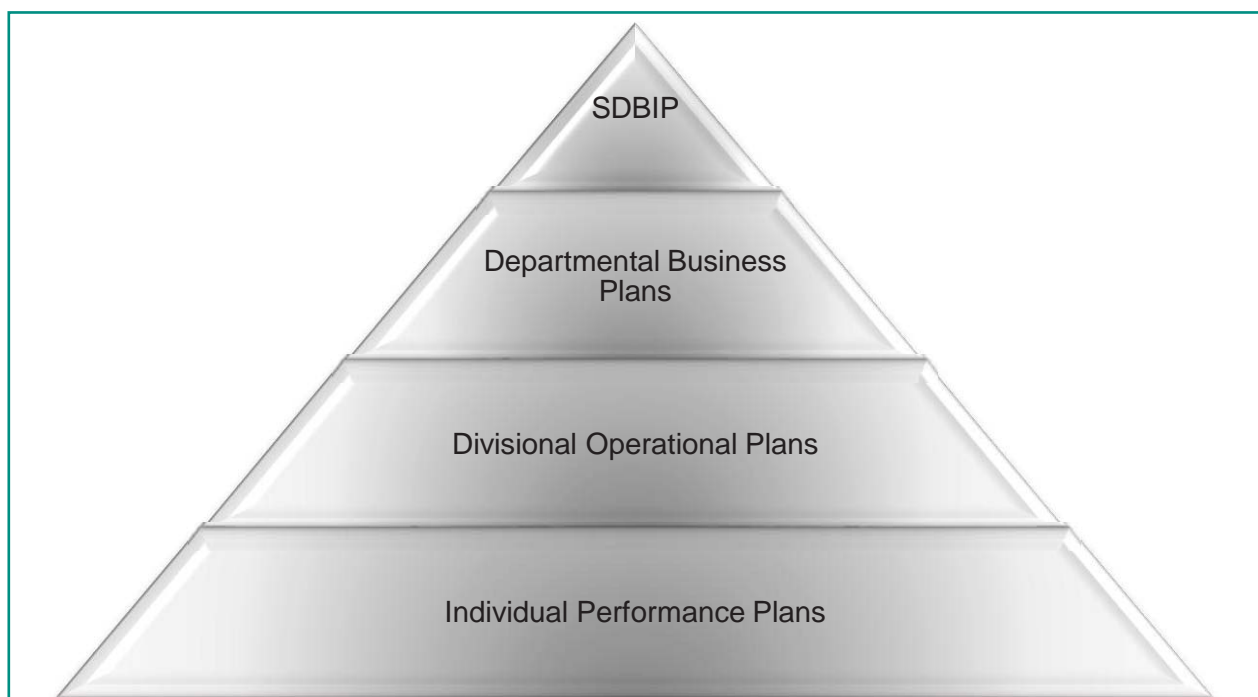 SDBIP
Departmental Business
Plans
Divisional Operational Plans
Individual Performance Plans